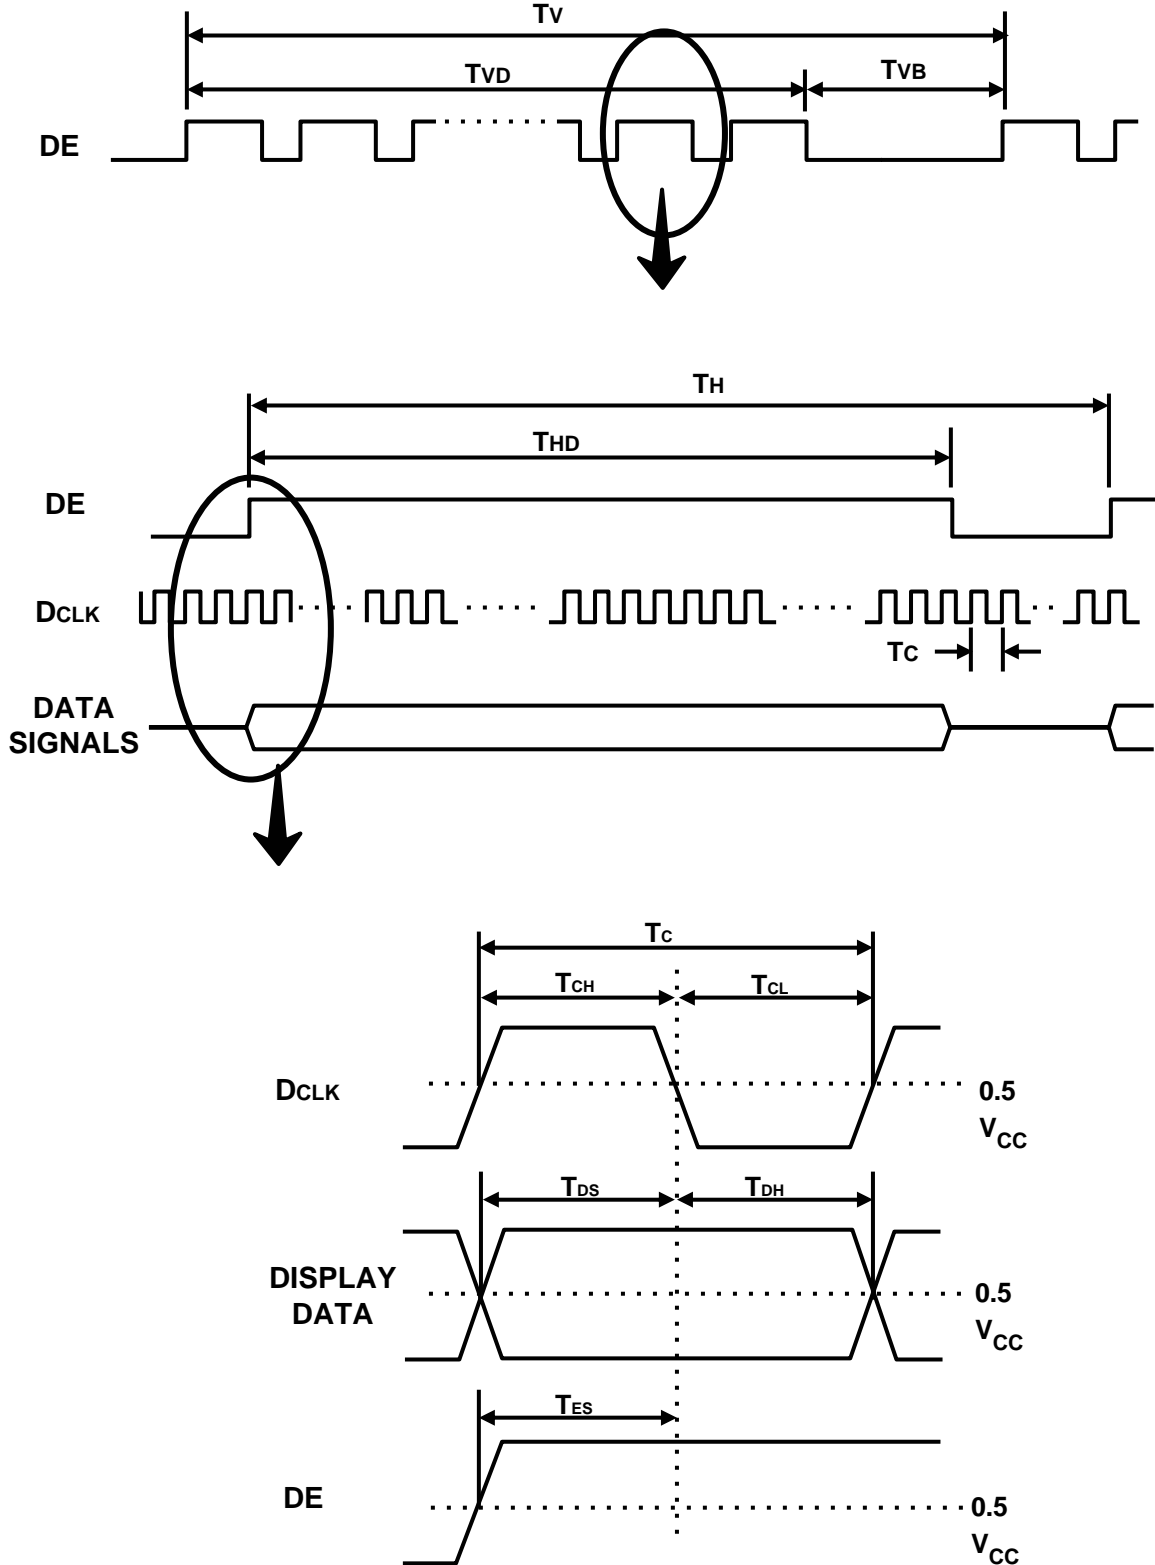 TV
TVD
TVB
DE
TH
THD
DE
DCLK
TC
DATA
SIGNALS
TC
TCH
TCL
DCLK
0.5
VCC
TDS
TDH
DISPLAY
DATA
0.5
VCC
TES
DE
0.5
VCC